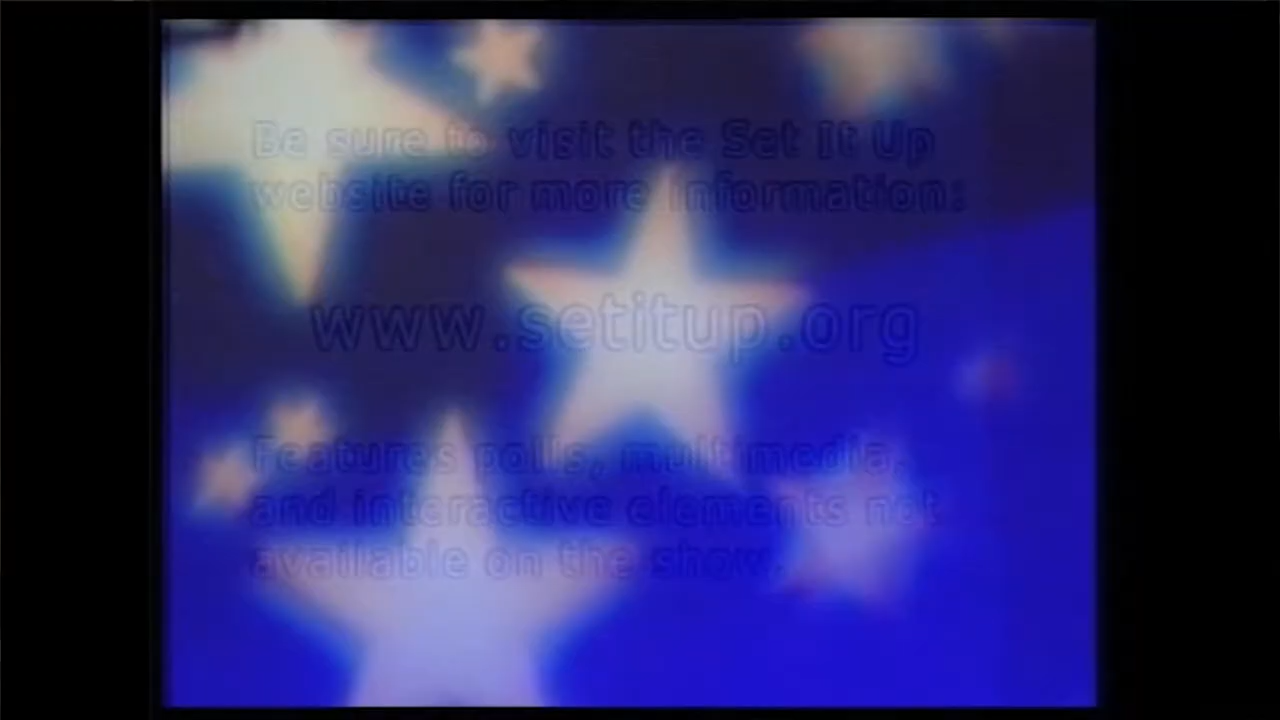 Be sure to visit the Set It Up
website for more information:
www.setitup.org
Features polls, multimedia,
and interactive elements not
available on the show.